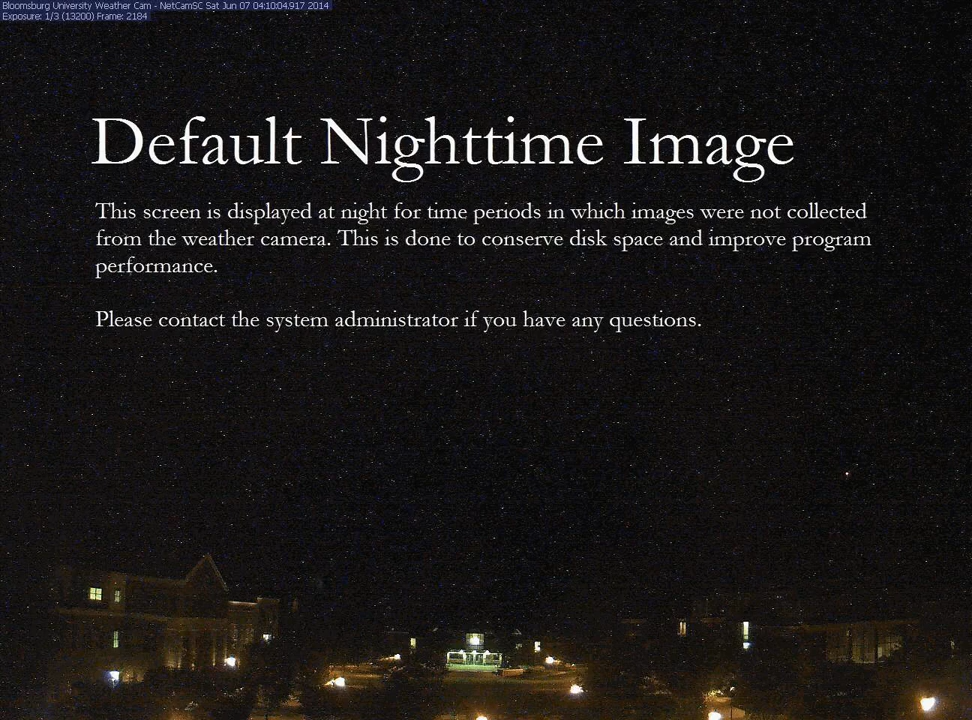 Bloomsburg University Weather Cam - NetCamSC Sat Jun 07 04:10:04.917 2014
Exposure: 1/3 (13200) Frame: 2184
Default Nighttime Image
This screen is displayed at night for time periods in which images were not collected
from the weather camera. This is done to conserve disk space and improve program
performance.
Please contact the system administrator if you have any questions.